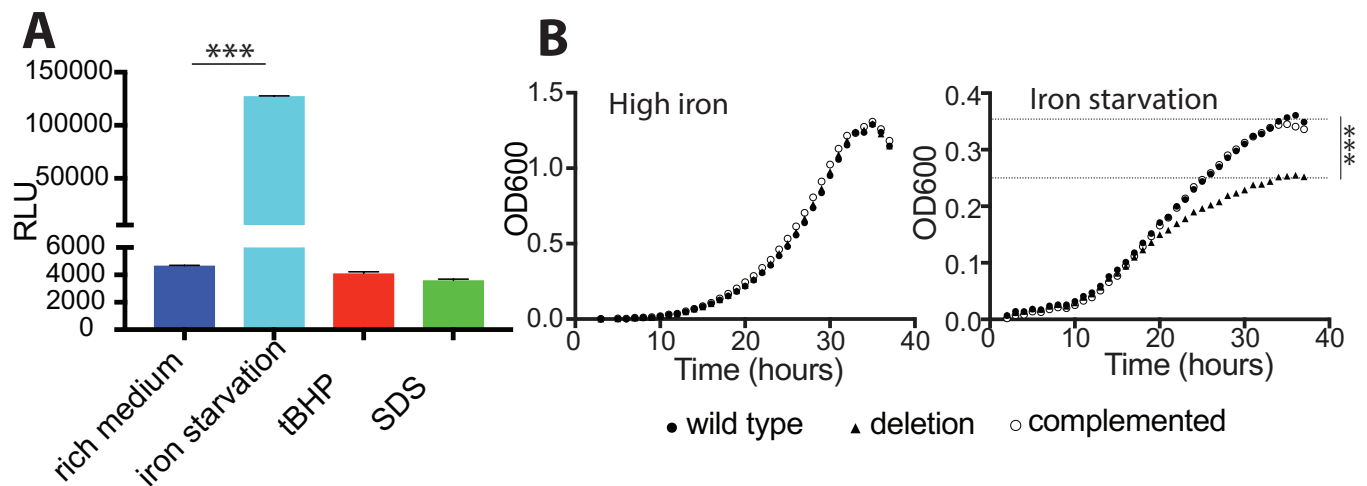 A
***
150000
100000
50000
6000
4000
2000
0
RLU
rich medium
iron starvation
tBHP
SDS
B
High iron
1.5
1.0
0.5
0.0
OD600
0 10 20 30 40
Time (hours)
Iron starvation
0.4
0.3
0.2
0.1
0.0
OD600
***
0 10 20 30 40
Time (hours)
wild type deletion complemented